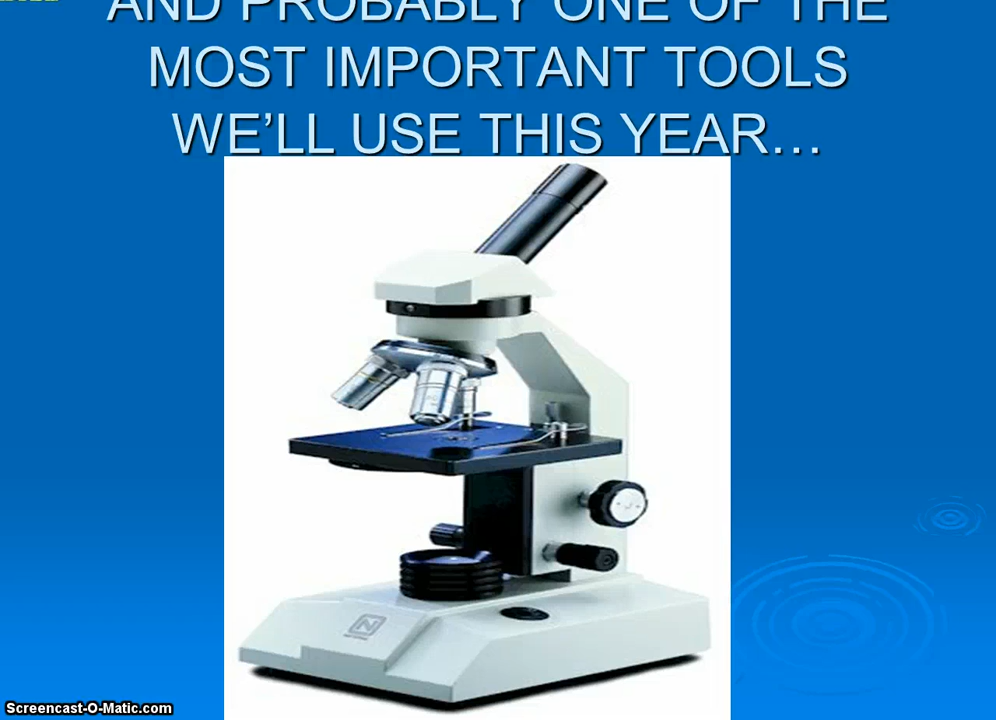 AND PROBABLY ONE OF THE
MOST IMPORTANT TOOLS
WE’LL USE THIS YEAR…
N
Screencast-O-Matic.com